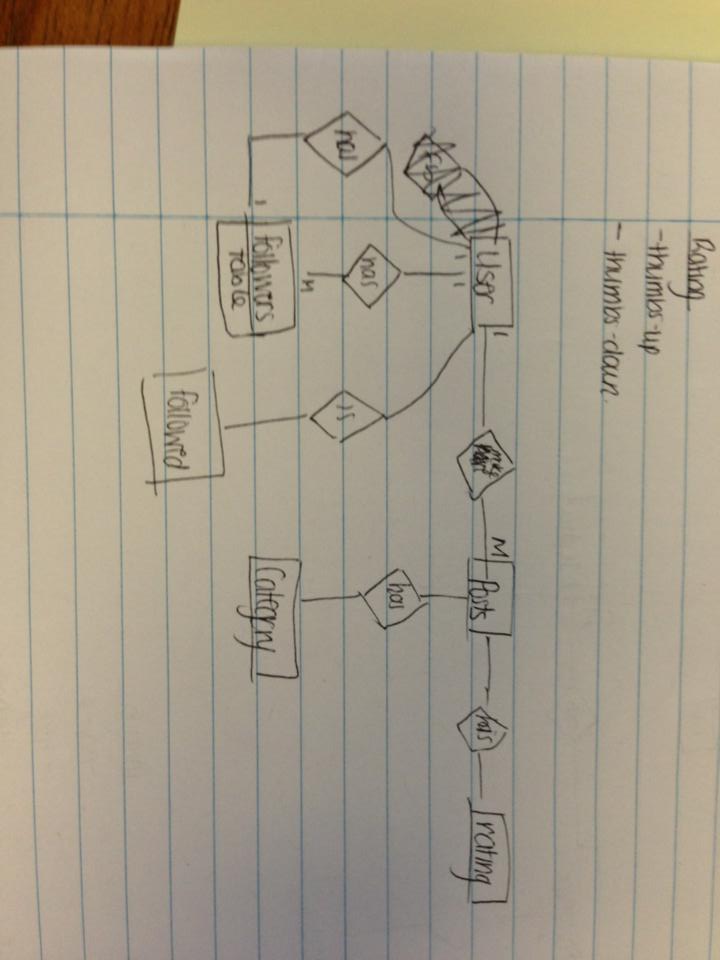 Rating
- thumbs-up
- thumbs-down
User
1
M
Posts
has
rating
1
1
has
has
is
has
M
1
followers
table
followed
Category